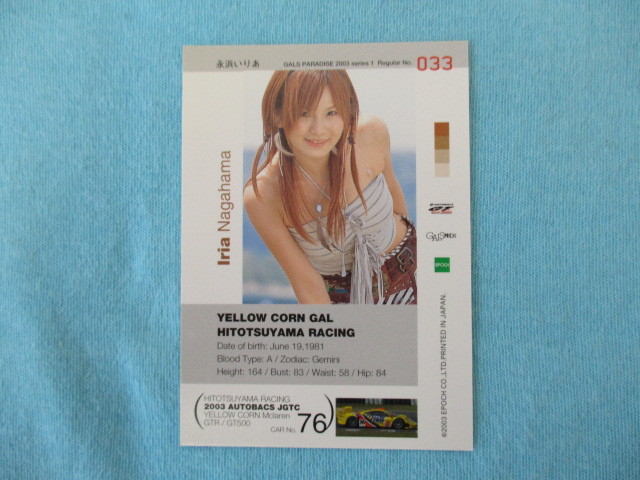 永浜いりあ
GALS PARADISE 2003 series 1 Regular No. 033
Iria Nagahama
GT
GALS
EPOCH
YELLOW CORN GAL
HITOTSUYAMA RACING
Date of birth: June 19,1981
Blood Type: A / Zodiac: Gemini
Height: 164 / Bust: 83 / Waist: 58 / Hip: 84
HITOTSUYAMA RACING
2003 AUTOBACS JGTC
YELLOW CORN Mclaren
GTR / GT500
CAR No. 76
©2003 EPOCH CO.,LTD.PRINTED IN JAPAN.